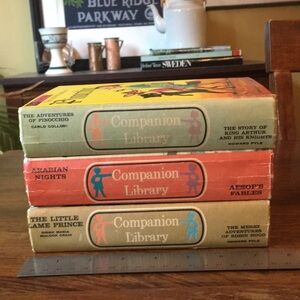 BLUE RIDGE
PARKWAY
SWEDEN
THE ADVENTURES
OF PINOCCHIO
CARLO COLLODI
Companion
Library
THE STORY OF
KING ARTHUR
AND HIS KNIGHTS
HOWARD PYLE
ARABIAN
NIGHTS
Companion
Library
AESOP'S
FABLES
THE LITTLE
LAME PRINCE
Companion
Library
THE MERRY
ADVENTURES
OF ROBIN HOOD
HOWARD PYLE